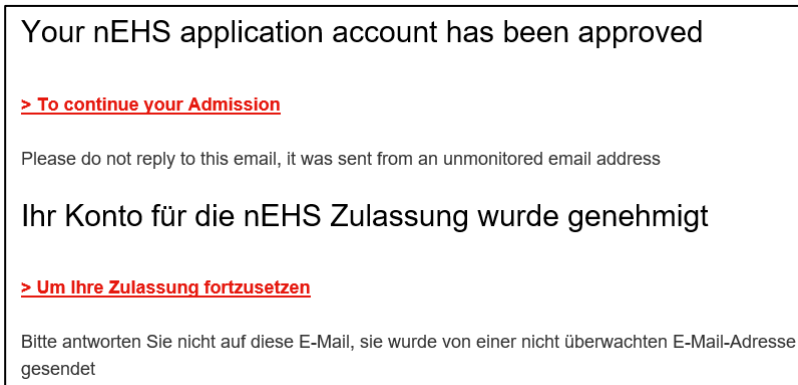 Your nEHS application account has been approved
> To continue your Admission
Please do not reply to this email, it was sent from an unmonitored email address
Ihr Konto für die nEHS Zulassung wurde genehmigt
> Um Ihre Zulassung fortzusetzen
Bitte antworten Sie nicht auf diese E-Mail, sie wurde von einer nicht überwachten E-Mail-Adresse
gesendet